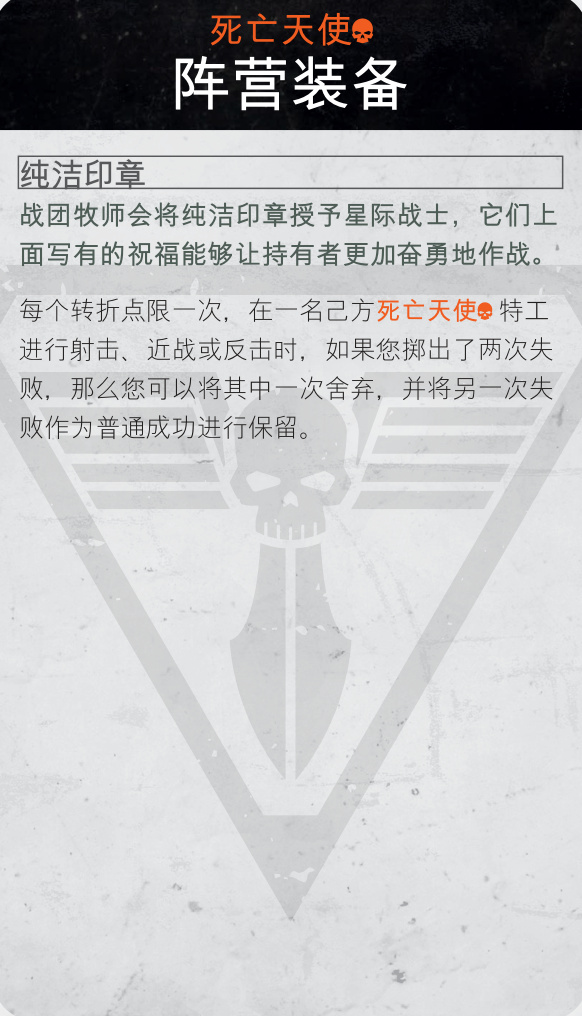 死亡天使
阵营装备
纯洁印章
战团牧师会将纯洁印章授予星际战士，它们上
面写有的祝福能够让持有者更加奋勇地作战。
每个转折点限一次，在一名己方死亡天使特工
进行射击、近战或反击时，如果您掷出了两次失
败，那么您可以将其中一次舍弃，并将另一次失
败作为普通成功进行保留。